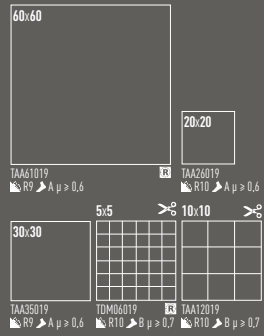 60x60
20x20
TAA61019 R
R9 A μ ≥ 0,6
TAA26019
R10 A μ ≥ 0,6
5x5
10x10
30x30
TAA35019
R9 A μ ≥ 0,6
TDM06019 R
R10 B μ ≥ 0,7
TAA12019
R10 B μ ≥ 0,7